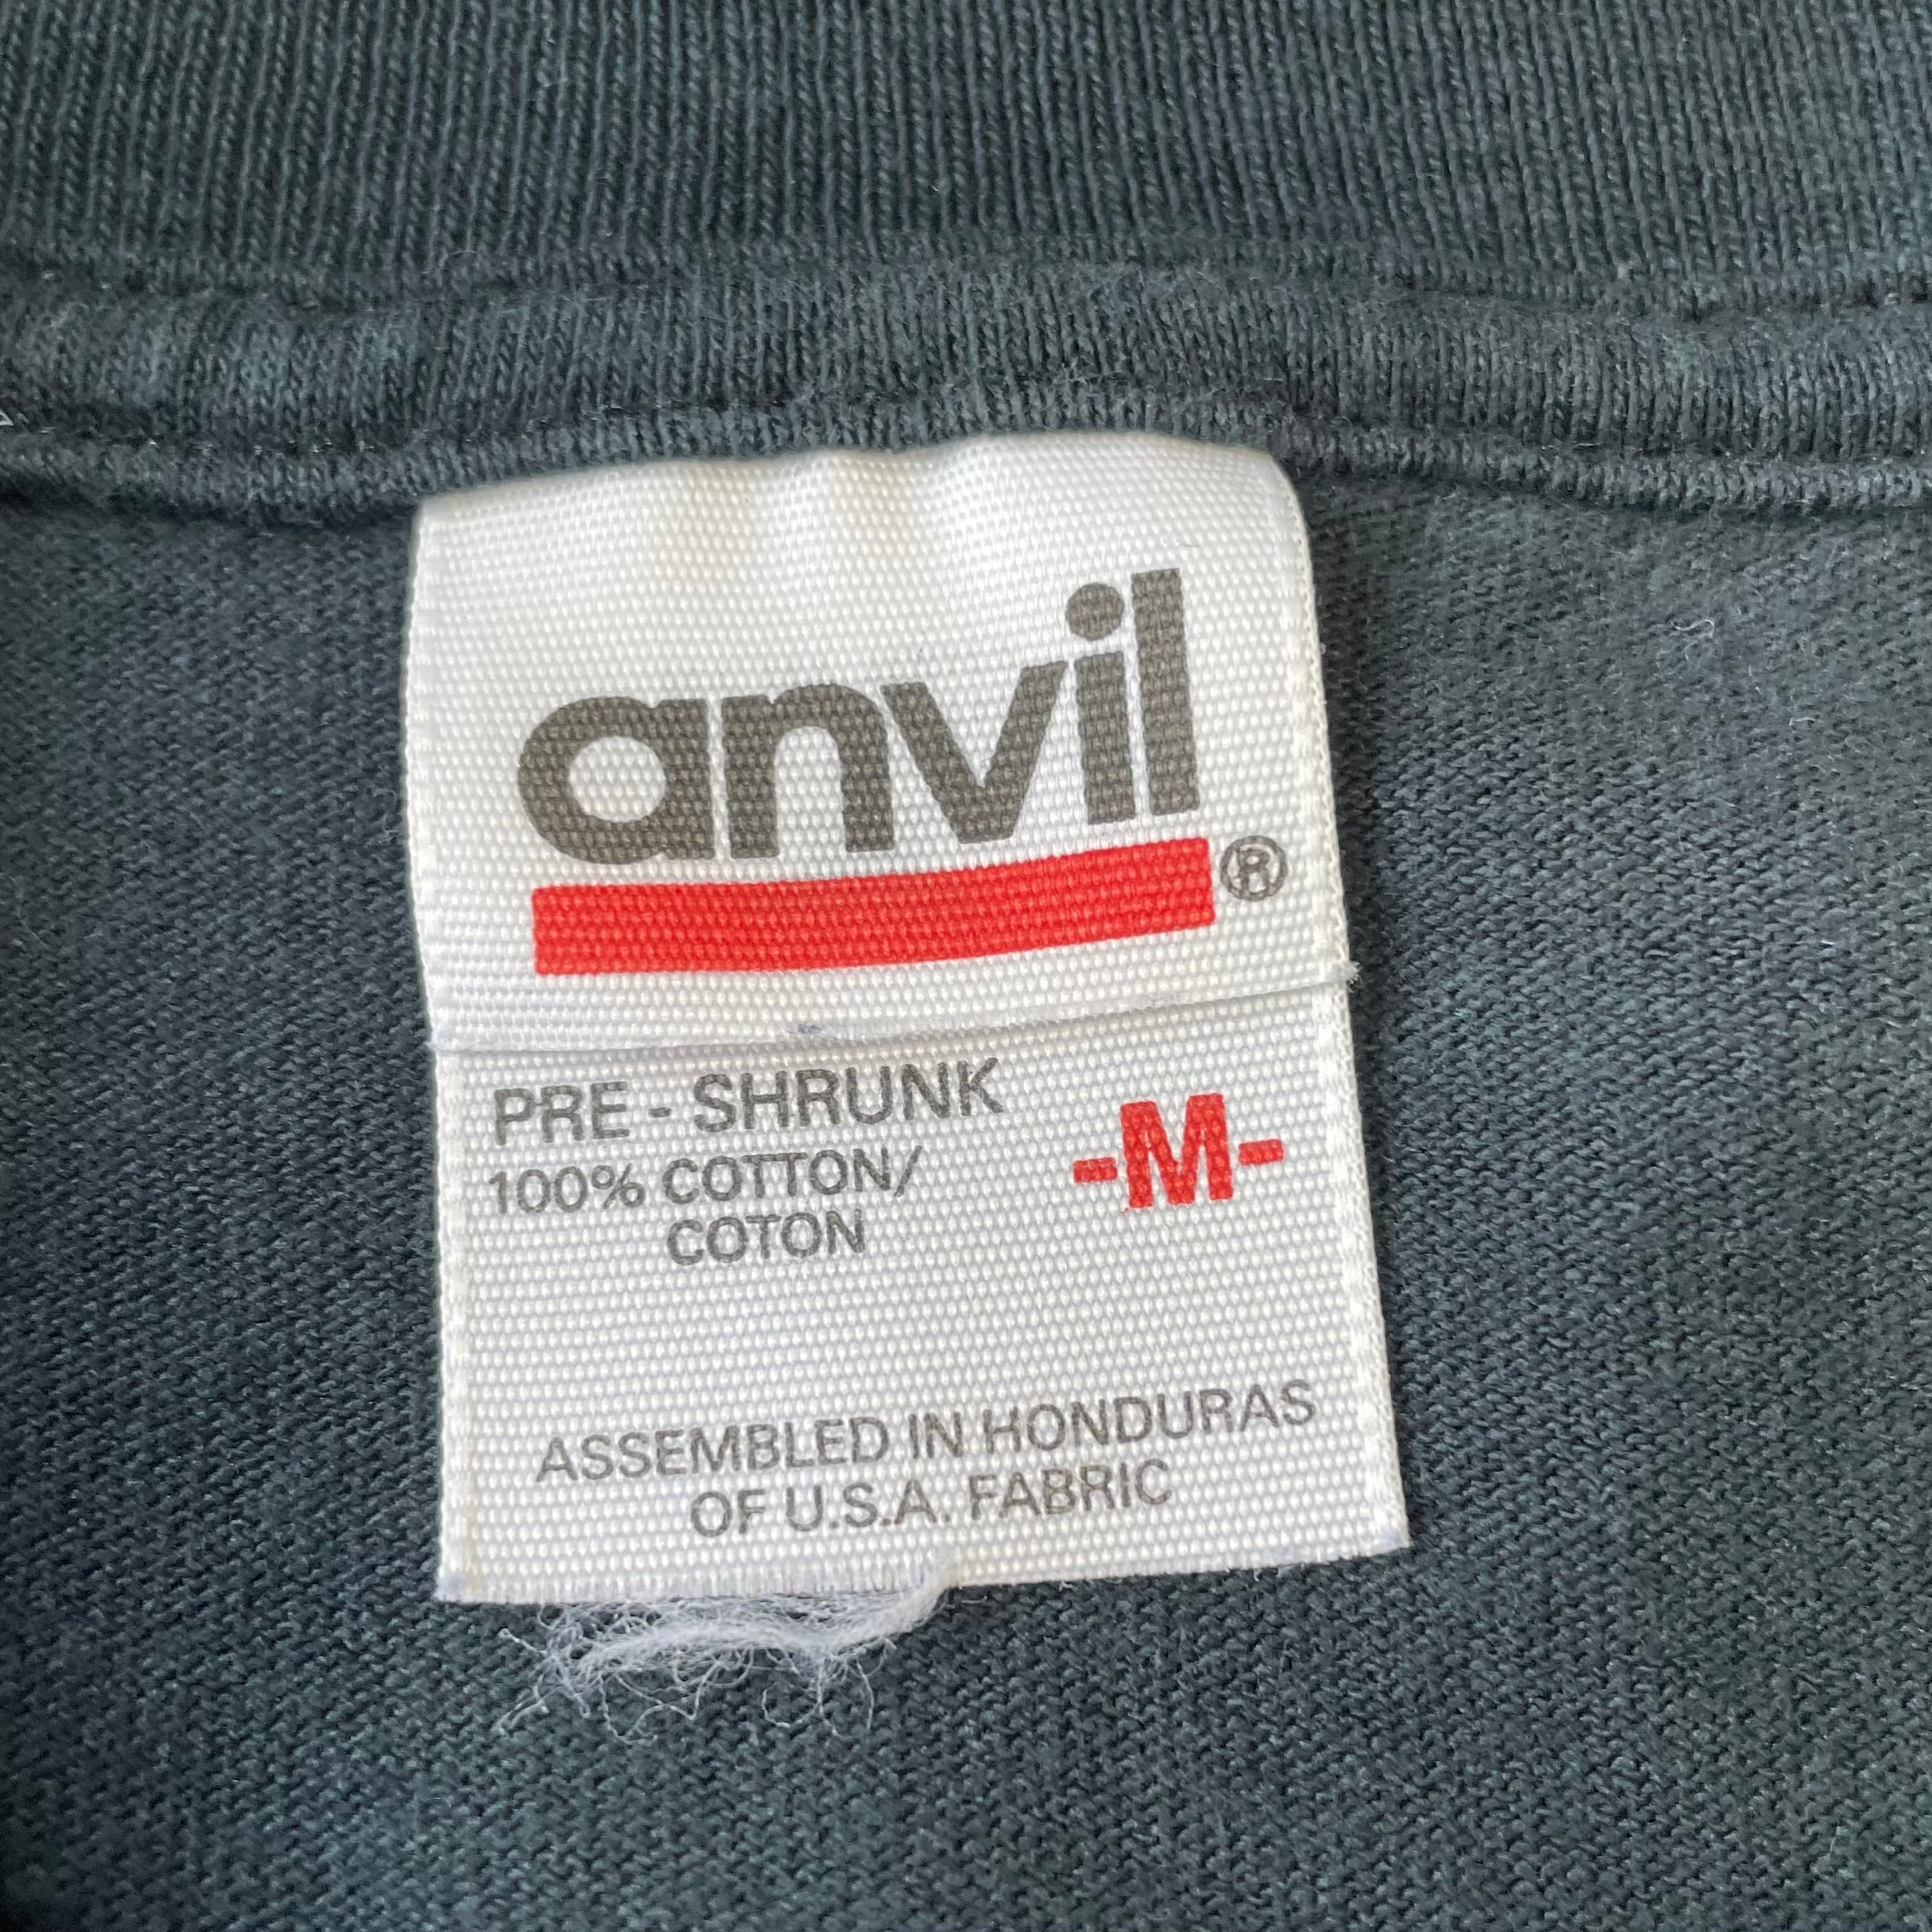 anvil®
PRE - SHRUNK
100% COTTON/
COTON
-M-
ASSEMBLED IN HONDURAS
OF U.S.A. FABRIC